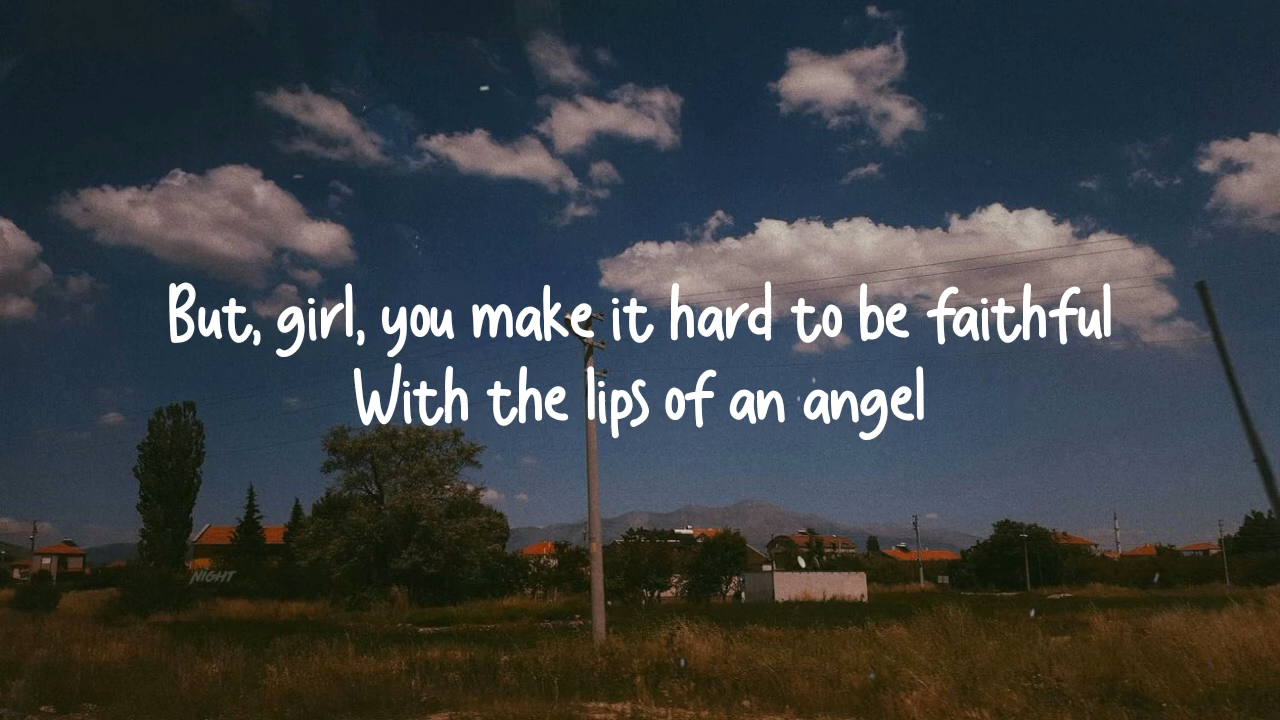 But, girl, you make it hard to be faithful
With the lips of an angel
NIGHT